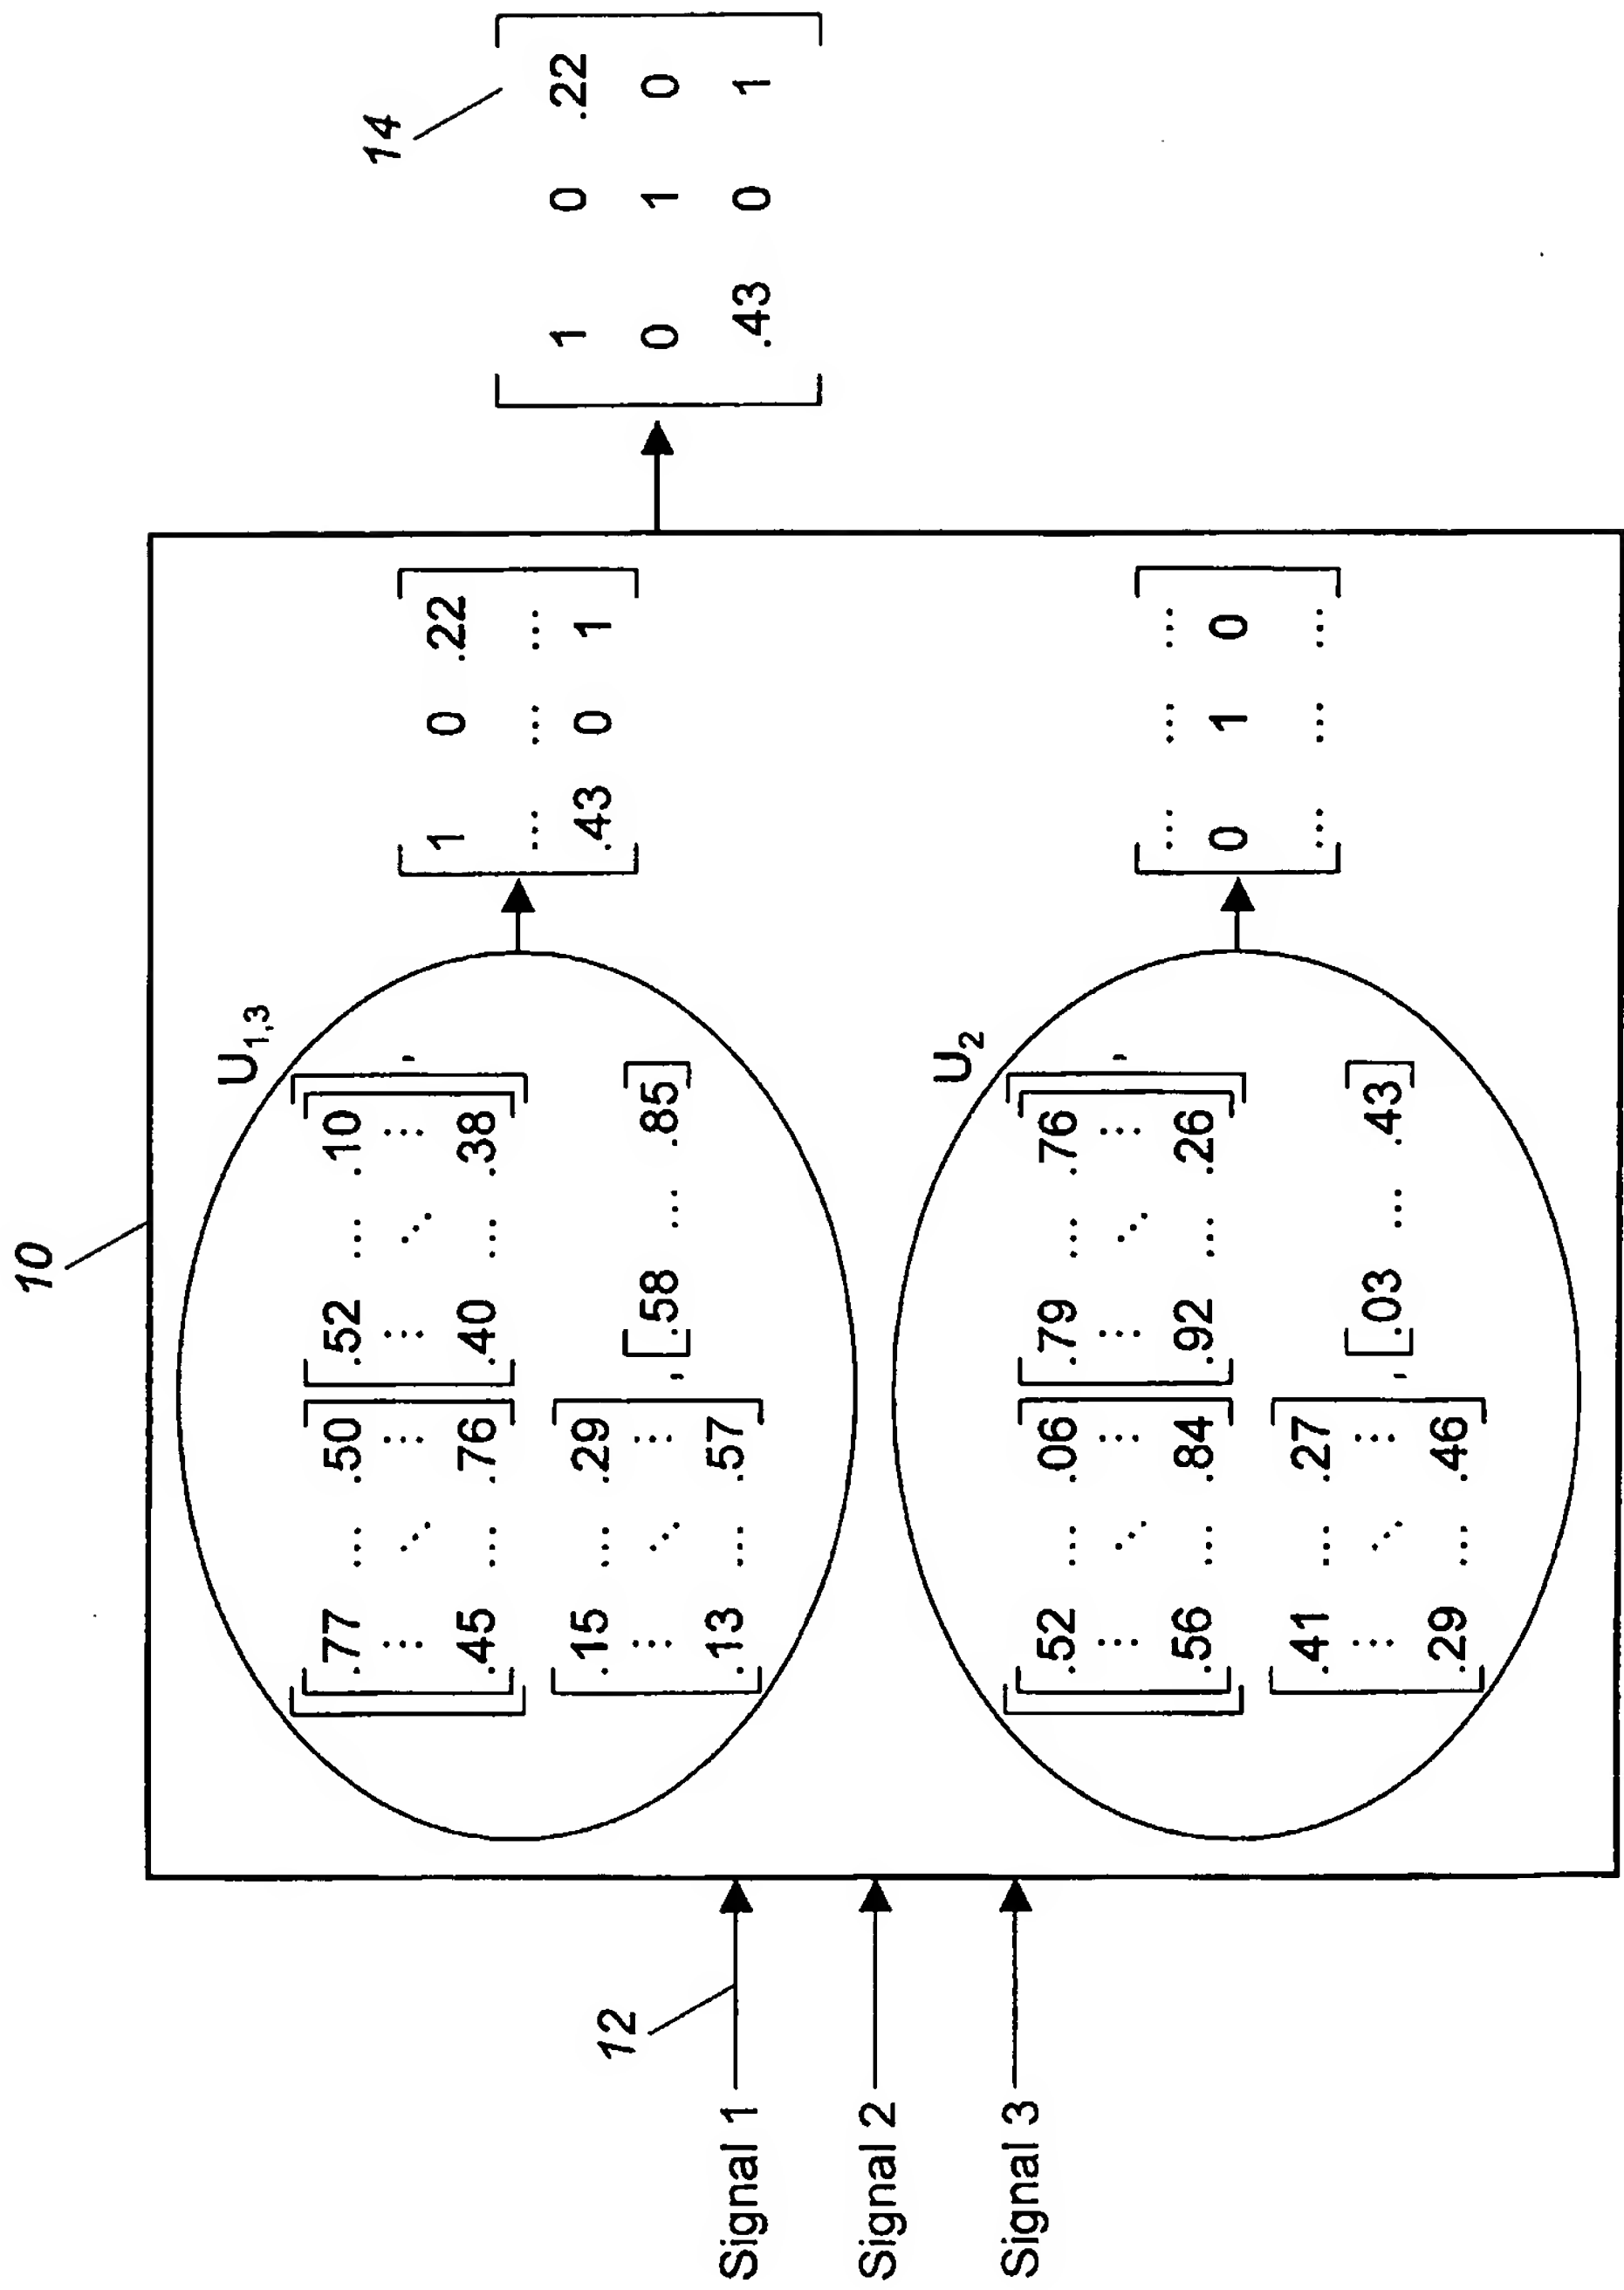 10
U1,3
[[.77 ... .50] [.52 ... .10]] ,
⋮ ⋱ ⋮ ⋮ ⋱ ⋮
.45 ... .76 .40 ... .38
[.15 ... .29] , [.58 ... .85]
⋮ ⋱ ⋮
.13 ... .57
1 0 .22
... ... ...
.43 0 1
U2
[[.52 ... .06] [.79 ... .76]] ,
⋮ ⋱ ⋮ ⋮ ⋱ ⋮
.56 ... .84 .92 ... .26
[.41 ... .27] , [.03 ... .43]
⋮ ⋱ ⋮
.29 ... .46
... ... ...
0 1 0
... ... ...
12
Signal 1
Signal 2
Signal 3
14
1 0 .22
0 1 0
.43 0 1